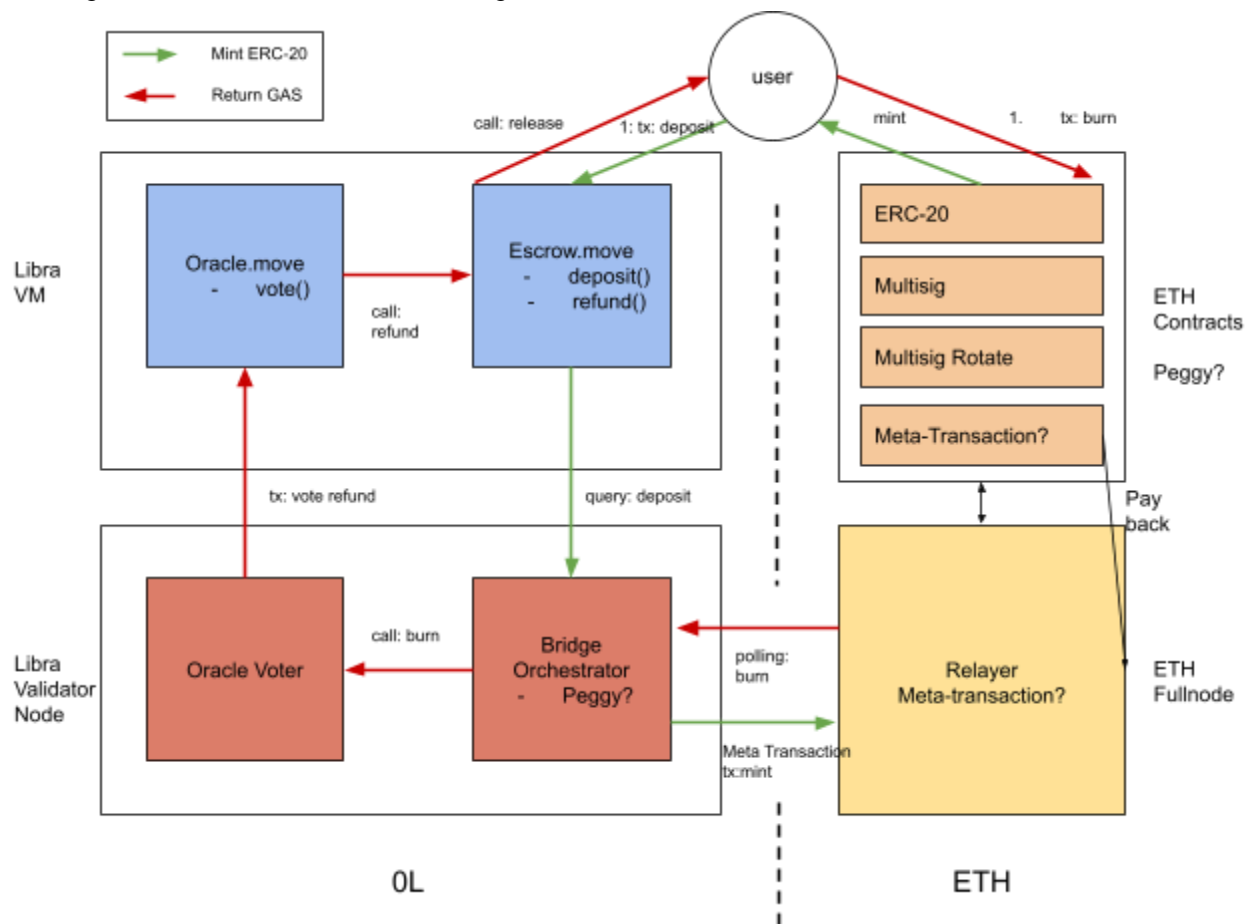 Mint ERC-20
Return GAS
user
call: release
1: tx: deposit
mint
1. tx: burn
Libra
VM
Oracle.move
- vote()
call:
refund
Escrow.move
- deposit()
- refund()
ERC-20
Multisig
Multisig Rotate
Meta-Transaction?
ETH
Contracts
Peggy?
tx: vote refund
query: deposit
Pay
back
Libra
Validator
Node
Oracle Voter
call: burn
Bridge
Orchestrator
- Peggy?
polling:
burn
Meta Transaction
tx:mint
Relayer
Meta-transaction?
ETH
Fullnode
0L
ETH